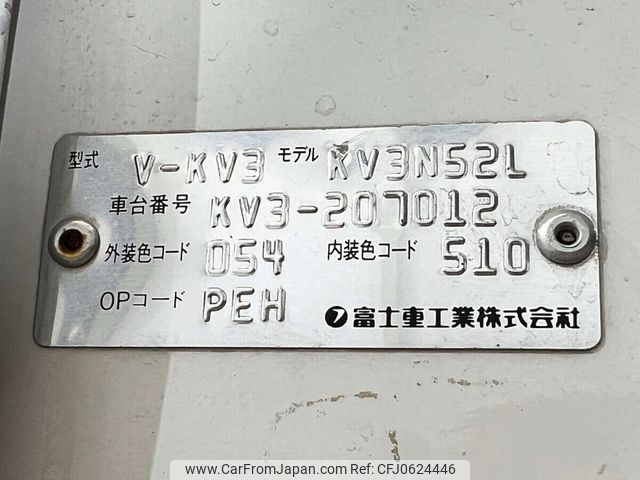 型式 V-KV3 モデル KV3N52L
車台番号 KV3-207012
外装色コード 054 内装色コード 510
OPコード PEH フ 富士重工業株式会社
www.CarFromJapan.com | Ref No. CFJ0624446